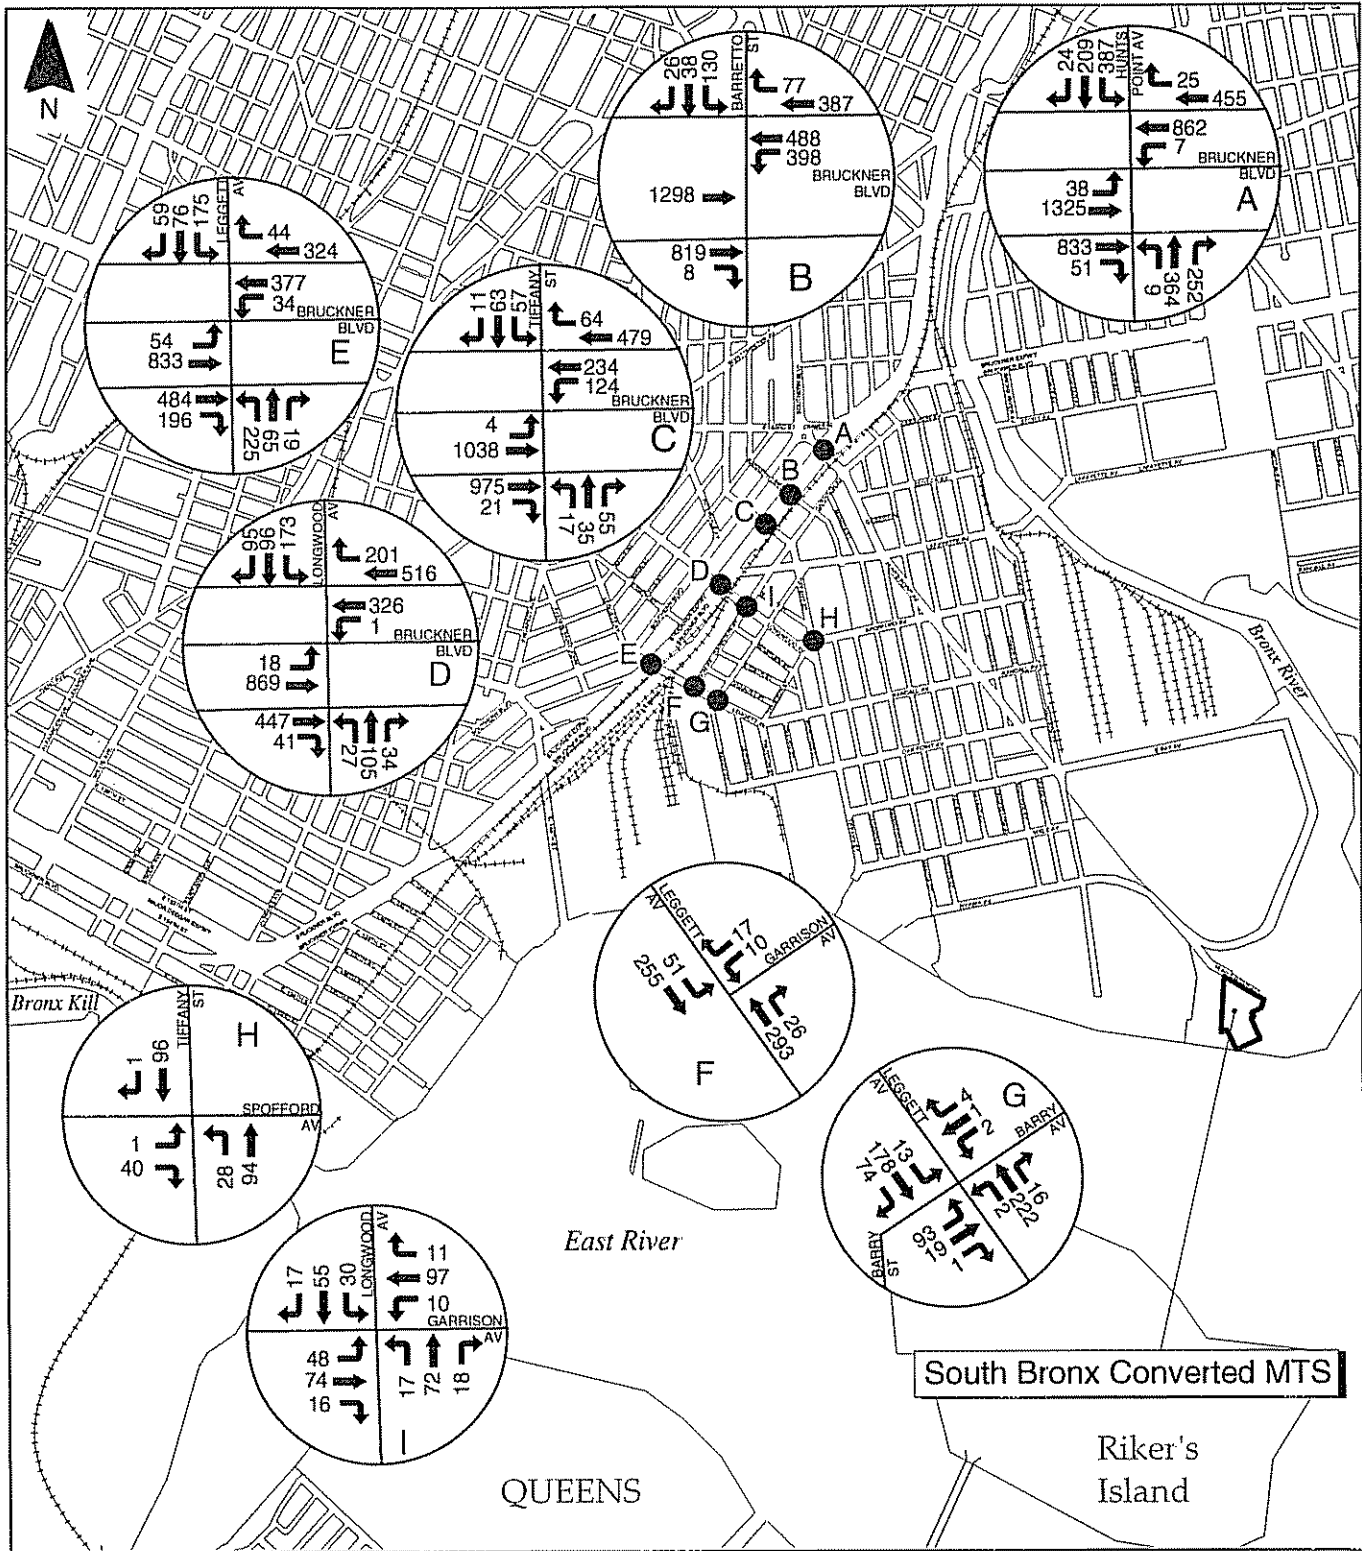 N
26
38
130
BARRETTO
ST
77
387
488
398
BRUCKNER
BLVD
1298
819
8
B
24
209
387
HUNTS
POINT AV
25
455
862
7
BRUCKNER
BLVD
38
1325
A
833
51
9
364
252
59
76
175
LEGGETT
AV
44
324
377
34
BRUCKNER
BLVD
54
833
E
484
196
225
65
19
11
63
57
TIFFANY
ST
64
479
234
124
BRUCKNER
BLVD
4
1038
C
975
21
17
35
55
95
96
173
LONGWOOD
AV
201
516
326
1
BRUCKNER
BLVD
18
869
D
447
41
27
105
34
A
B
C
D
I
H
E
F
G
Bronx River
LEGGETT
AV
17
10
GARRISON
AV
51
255
26
293
F
Bronx Kill
TIFFANY
ST
H
1
96
SPOFFORD
AV
1
40
28
94
LEGGETT
AV
4
1
2
G
BARRY
AV
13
178
74
16
222
2
93
19
1
BARRY
ST
East River
17
55
30
LONGWOOD
AV
11
97
10
GARRISON
AV
48
74
16
17
72
18
I
South Bronx Converted MTS
QUEENS
Riker's
Island